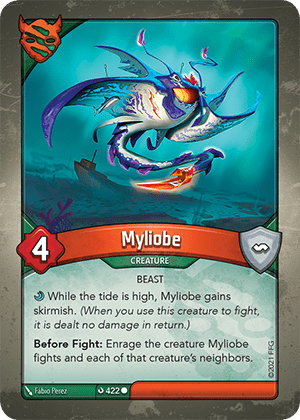 Myliobe
CREATURE
4
BEAST
While the tide is high, Myliobe gains
skirmish. (When you use this creature to fight,
it is dealt no damage in return.)
Before Fight: Enrage the creature Myliobe
fights and each of that creature's neighbors.
Fabio Perez
422
©2021 FFG